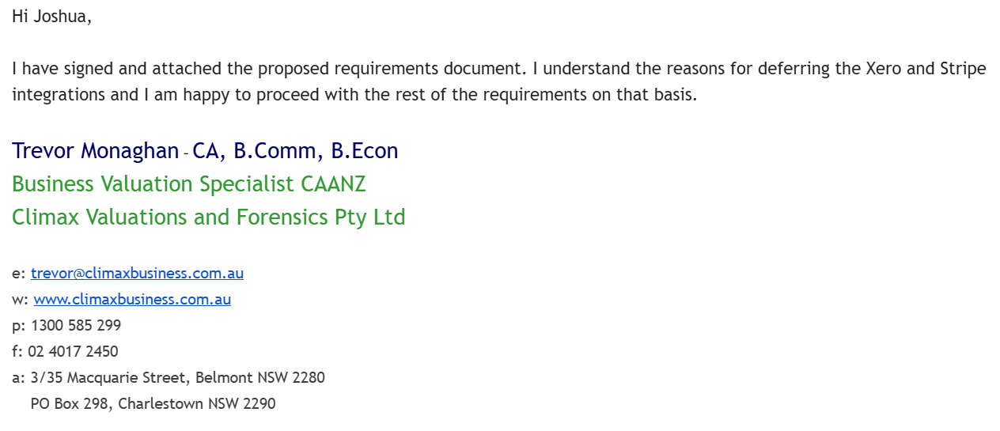 Hi Joshua,
I have signed and attached the proposed requirements document. I understand the reasons for deferring the Xero and Stripe
integrations and I am happy to proceed with the rest of the requirements on that basis.
Trevor Monaghan - CA, B.Comm, B.Econ
Business Valuation Specialist CAANZ
Climax Valuations and Forensics Pty Ltd
e: trevor@climaxbusiness.com.au
w: www.climaxbusiness.com.au
p: 1300 585 299
f: 02 4017 2450
a: 3/35 Macquarie Street, Belmont NSW 2280
PO Box 298, Charlestown NSW 2290